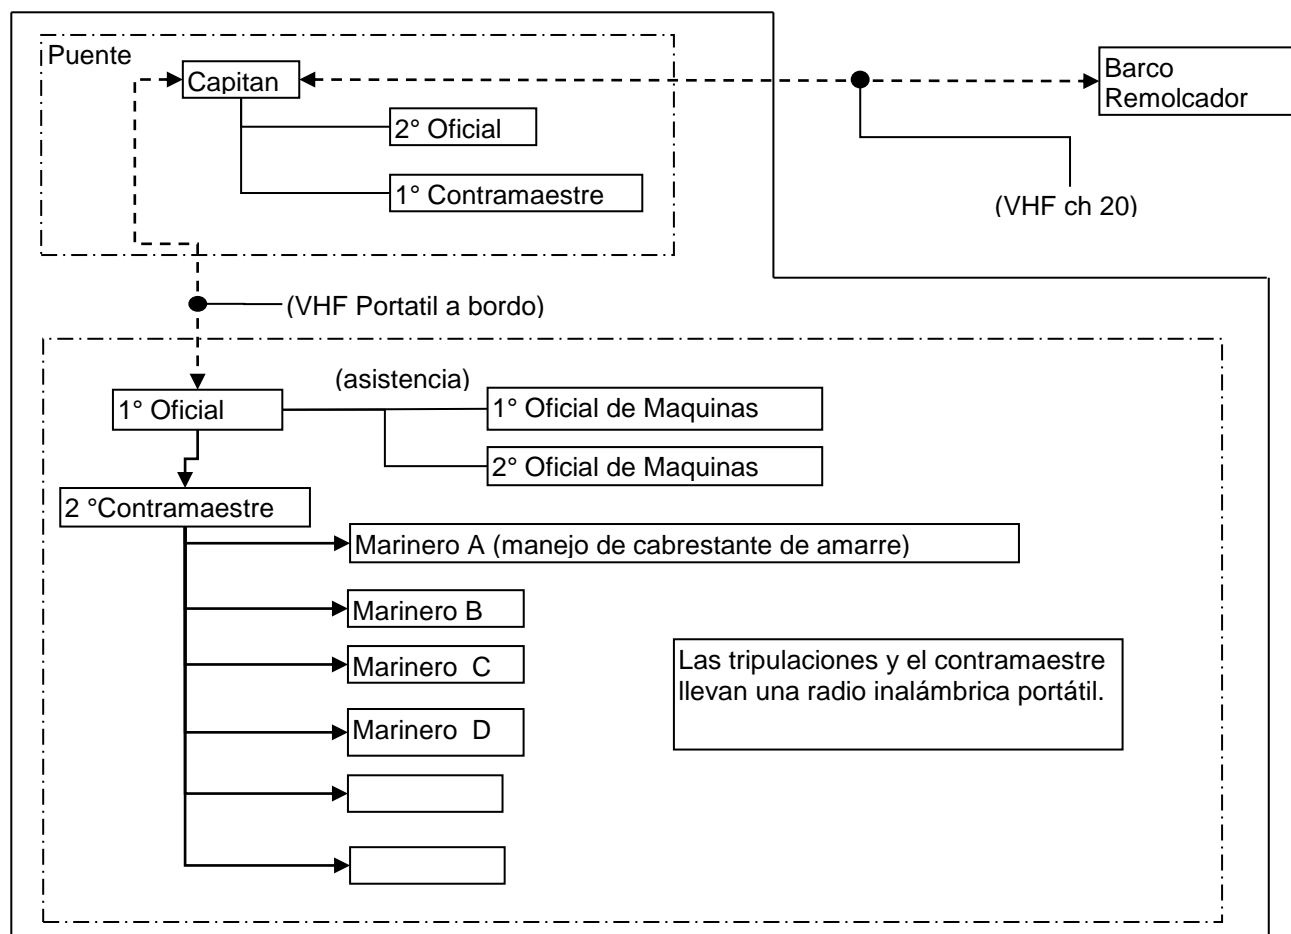 Puente
Capitan
Barco
Remolcador
2° Oficial
1° Contramaestre
(VHF ch 20)
(VHF Portatil a bordo)
(asistencia)
1° Oficial
1° Oficial de Maquinas
2° Oficial de Maquinas
2 °Contramaestre
Marinero A (manejo de cabrestante de amarre)
Marinero B
Marinero  C
Marinero  D
Las tripulaciones y el contramaestre
llevan una radio inalámbrica portátil.